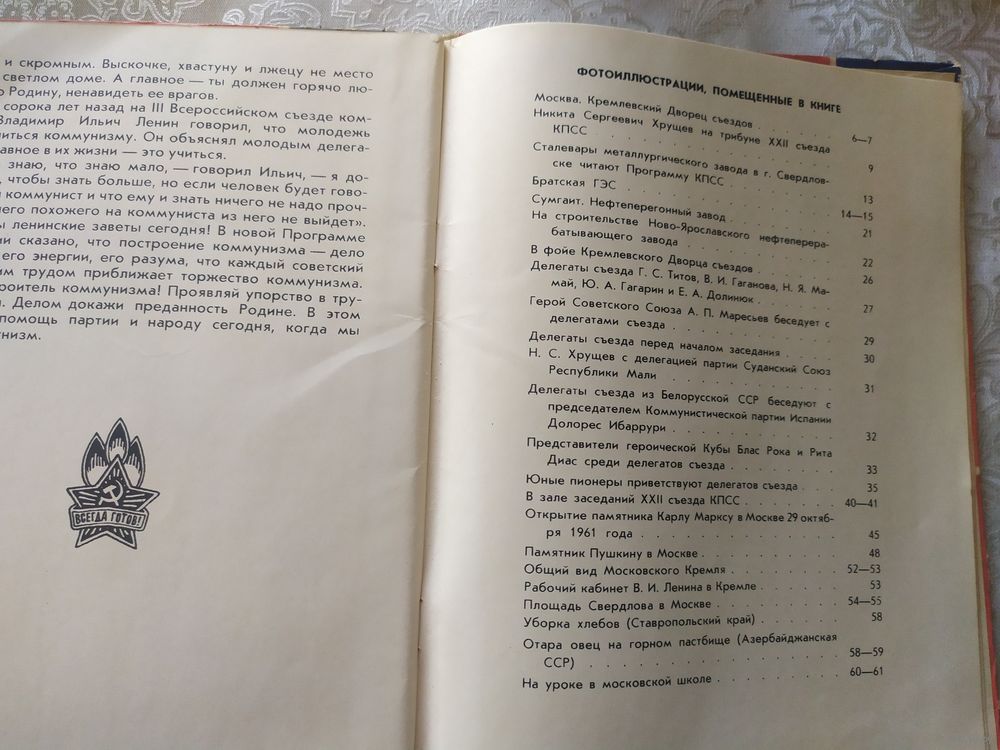 и скромным. Выскочке, хвастуну и лжецу не место
светлом доме. А главное — ты должен горячо лю-
о Родину, ненавидеть ее врагов.
сорока лет назад на III Всероссийском съезде ком-
Владимир Ильич Ленин говорил, что молодежь
читься коммунизму. Он объяснял молодым делега-
авное в их жизни — это учиться.
знаю, что знаю мало, — говорил Ильич, — я до-
, чтобы знать больше, но если человек будет гово-
н коммунист и что ему и знать ничего не надо проч-
чего похожего на коммуниста из него не выйдет».
ы ленинские заветы сегодня! В новой Программе
ии сказано, что построение коммунизма — дело
его энергии, его разума, что каждый советский
им трудом приближает торжество коммунизма.
троитель коммунизма! Проявляй упорство в тру-
. Делом докажи преданность Родине. В этом
помощь партии и народу сегодня, когда мы
низм.
ВСЕГДА ГОТОВ!
ФОТОИЛЛЮСТРАЦИИ, ПОМЕЩЕННЫЕ В КНИГЕ
Москва. Кремлевский Дворец съездов . . . . . . 6—7
Никита Сергеевич Хрущев на трибуне XXII съезда
КПСС . . . . . . . . . . . . 9
Сталевары металлургического завода в г. Свердлов-
ске читают Программу КПСС . . . . . . 13
Братская ГЭС . . . . . . . . . . . . 14—15
Сумгаит. Нефтеперегонный завод . . . . . . 21
На строительстве Ново-Ярославского нефтеперера-
батывающего завода . . . . . . . . 22
В фойе Кремлевского Дворца съездов . . . . . 26
Делегаты съезда Г. С. Титов, В. И. Гаганова, Н. Я. Ма-
май, Ю. А. Гагарин и Е. А. Долинюк . . . . . 27
Герой Советского Союза А. П. Маресьев беседует с
делегатами съезда . . . . . . . . 29
Делегаты съезда перед началом заседания . . . . 30
Н. С. Хрущев с делегацией партии Суданский Союз
Республики Мали . . . . . . . . . 31
Делегаты съезда из Белорусской ССР беседуют с
председателем Коммунистической партии Испании
Долорес Ибаррури . . . . . . . . 32
Представители героической Кубы Блас Рока и Рита
Диас среди делегатов съезда . . . . . . 33
Юные пионеры приветствуют делегатов съезда . . . 35
В зале заседаний XXII съезда КПСС . . . . . 40—41
Открытие памятника Карлу Марксу в Москве 29 октяб-
ря 1961 года . . . . . . . . . . 45
Памятник Пушкину в Москве . . . . . . . 48
Общий вид Московского Кремля . . . . . . 52—53
Рабочий кабинет В. И. Ленина в Кремле . . . . . 53
Площадь Свердлова в Москве . . . . . . . 54—55
Уборка хлебов (Ставропольский край) . . . . . 58
Отара овец на горном пастбище (Азербайджанская
ССР) . . . . . . . . . . . . 58—59
На уроке в московской школе . . . . . . . 60—61